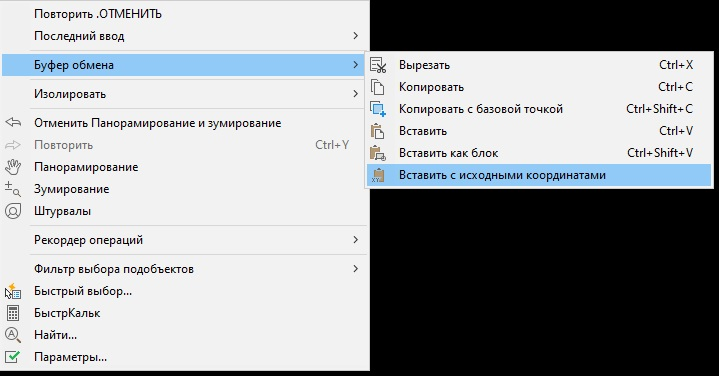 Повторить .ОТМЕНИТЬ
Последний ввод
Буфер обмена
Изолировать
Отменить Панорамирование и зумирование
Повторить Ctrl+Y
Панорамирование
Зумирование
Штурвалы
Рекордер операций
Фильтр выбора подобъектов
Быстрый выбор...
БыстрКальк
Найти...
Параметры...
Вырезать Ctrl+X
Копировать Ctrl+C
Копировать с базовой точкой Ctrl+Shift+C
Вставить Ctrl+V
Вставить как блок Ctrl+Shift+V
Вставить с исходными координатами